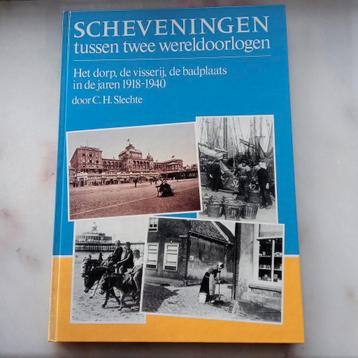 SCHEVENINGEN
tussen twee wereldoorlogen
Het dorp, de visserij, de badplaats
in de jaren 1918-1940
door C. H. Slechte